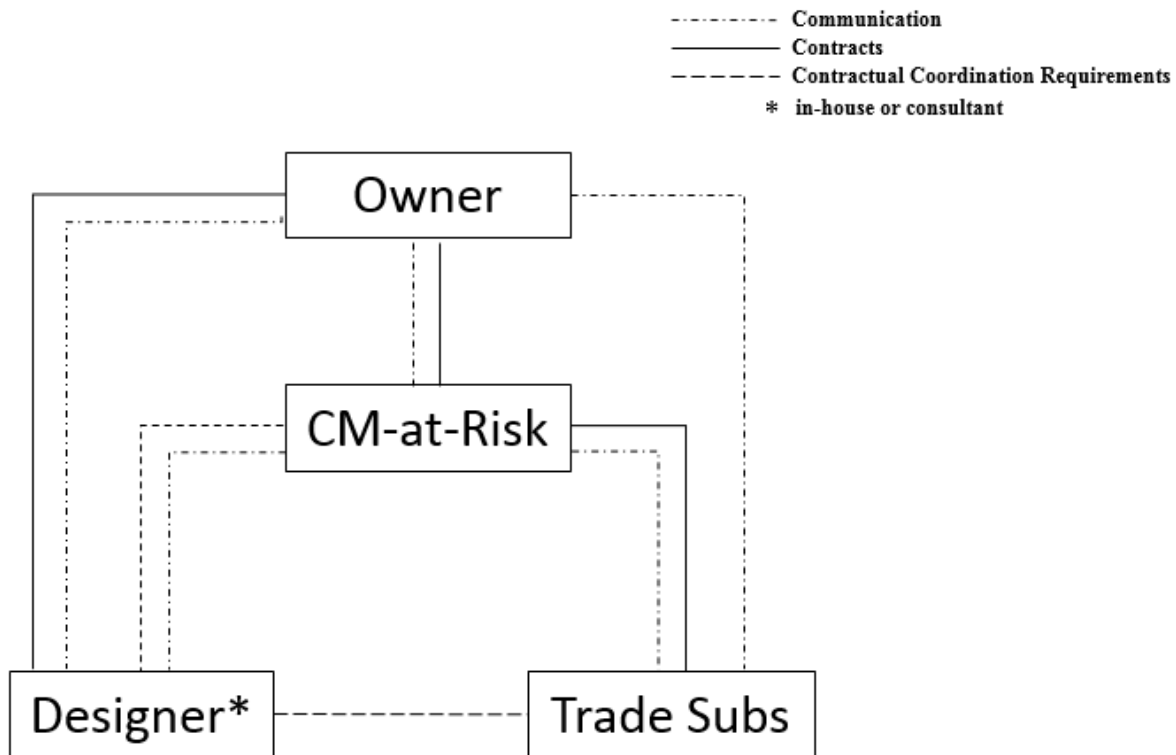 Communication
Contracts
Contractual Coordination Requirements
* in-house or consultant
Owner
CM-at-Risk
Designer*
Trade Subs